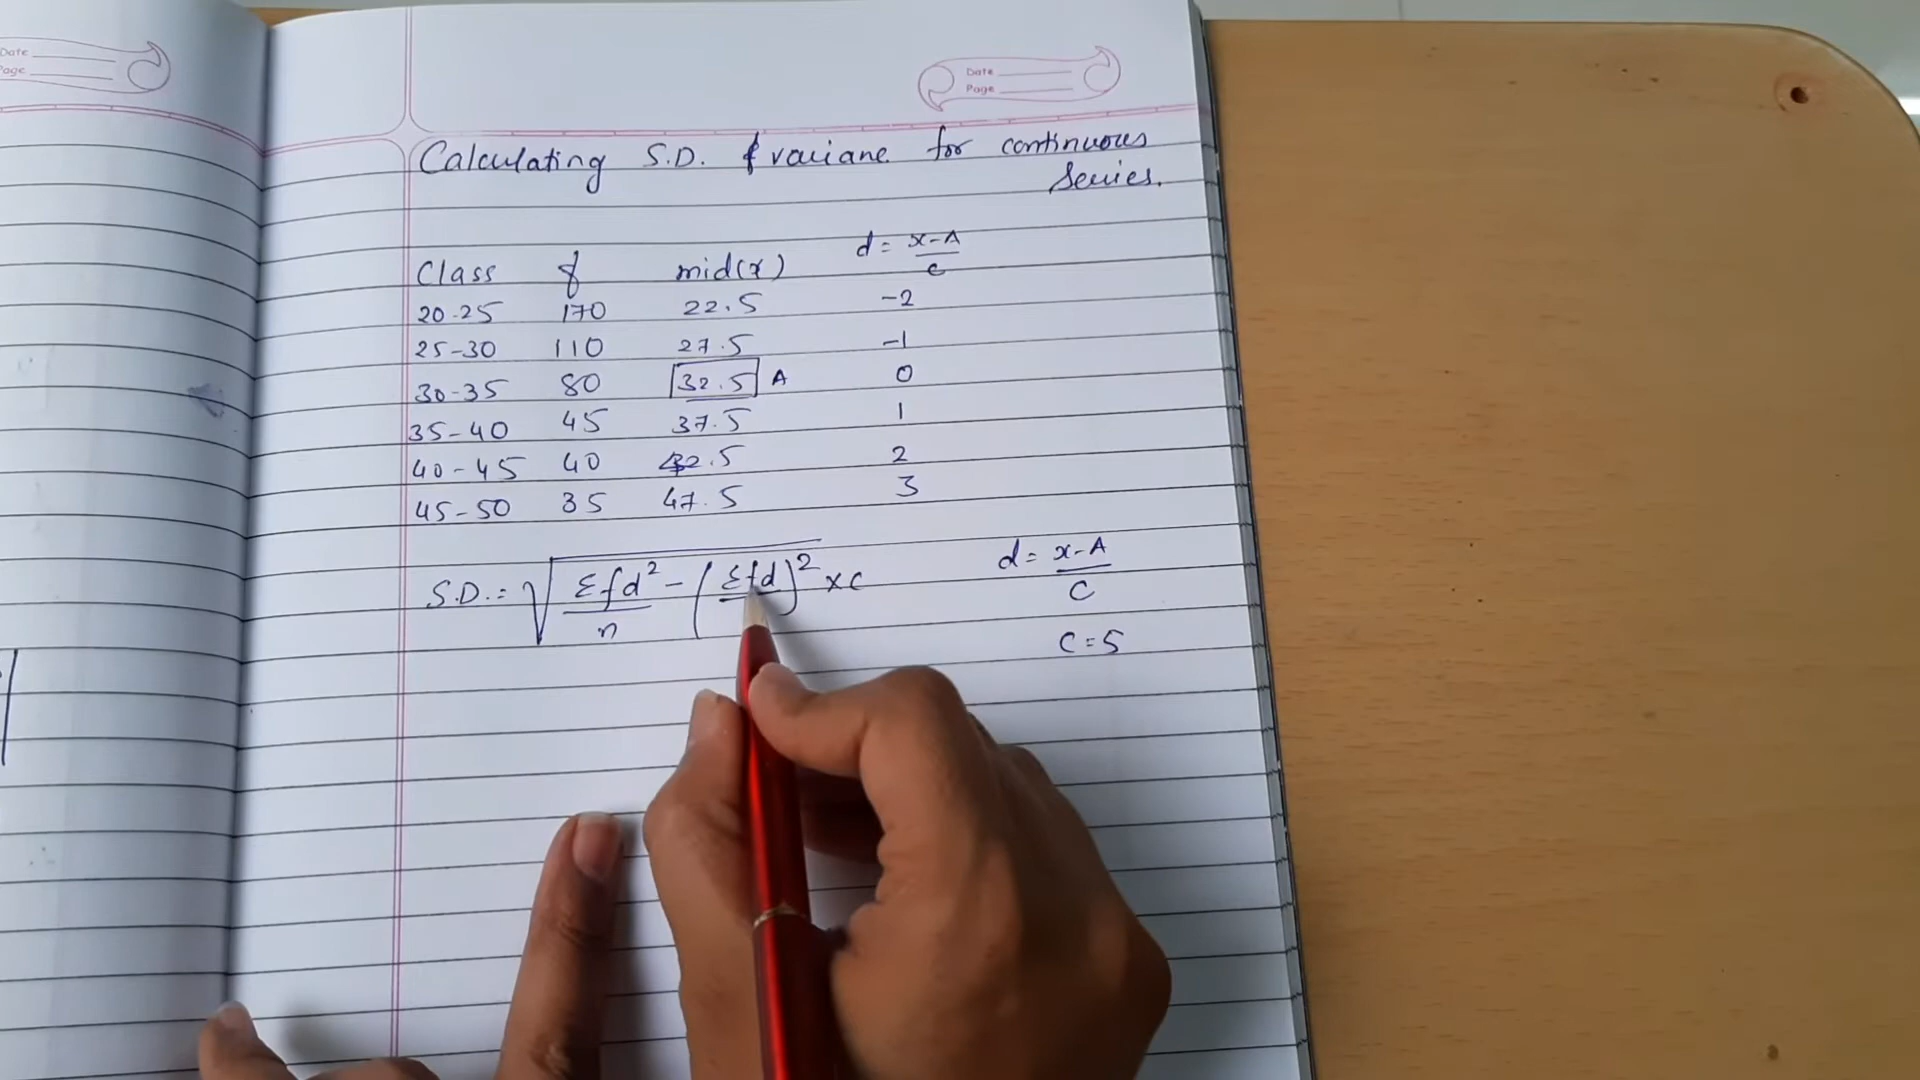 Date
Page
Date
Page
Calculating S.D. & variane for continuous
series.
Class f mid(x) d = x-A / c
20-25 170 22.5 -2
25-30 110 27.5 -1
30-35 80 32.5 A 0
35-40 45 37.5 1
40-45 40 42.5 2
45-50 35 47.5 3
S.D. = √ Σfd² / n - (Σfd)² x c
d = x-A / C
C = 5